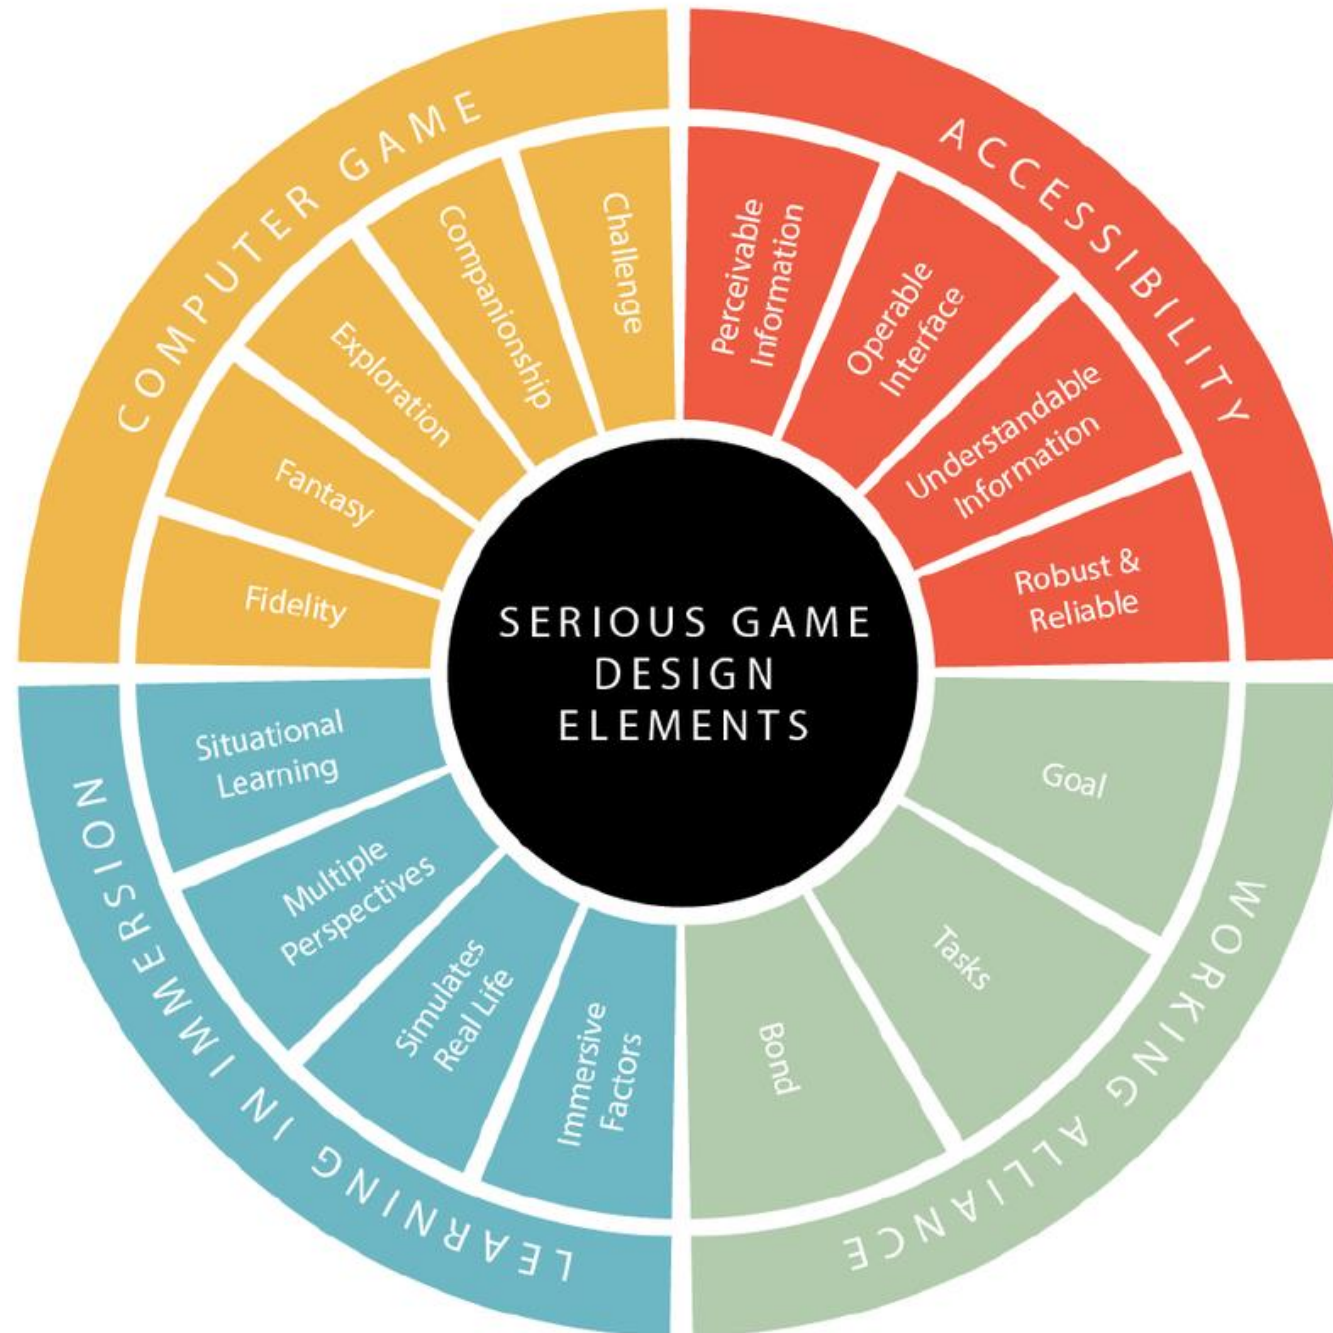 SERIOUS GAME
DESIGN
ELEMENTS
COMPUTER GAME
Fidelity
Fantasy
Exploration
Companionship
Challenge
ACCESSIBILITY
Perceivable
Information
Operable
Interface
Understandable
Information
Robust &
Reliable
WORKING ALLIANCE
Goal
Tasks
Bond
LEARNING IN IMMERSION
Immersive
Factors
Simulates
Real Life
Multiple
Perspectives
Situational
Learning